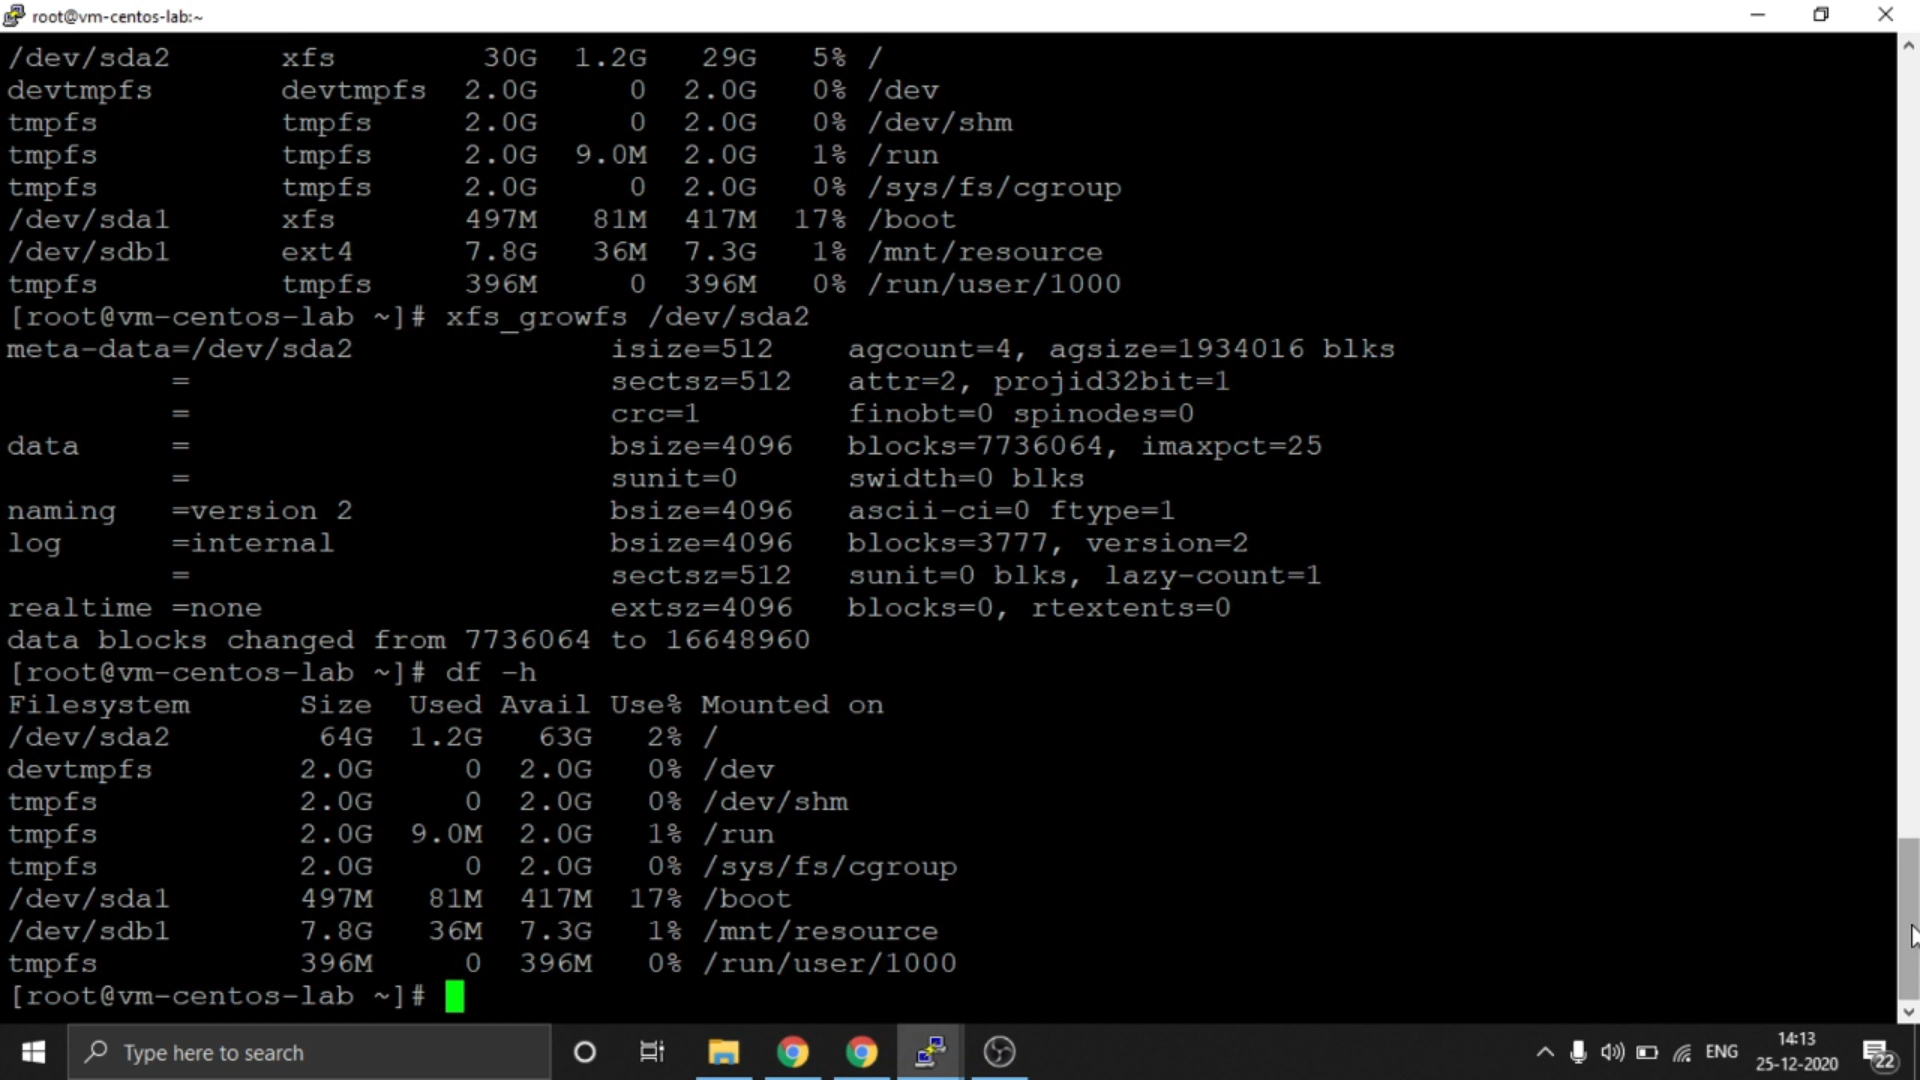 root@vm-centos-lab:~
/dev/sda2 xfs 30G 1.2G 29G 5% /
devtmpfs devtmpfs 2.0G 0 2.0G 0% /dev
tmpfs tmpfs 2.0G 0 2.0G 0% /dev/shm
tmpfs tmpfs 2.0G 9.0M 2.0G 1% /run
tmpfs tmpfs 2.0G 0 2.0G 0% /sys/fs/cgroup
/dev/sda1 xfs 497M 81M 417M 17% /boot
/dev/sdb1 ext4 7.8G 36M 7.3G 1% /mnt/resource
tmpfs tmpfs 396M 0 396M 0% /run/user/1000
[root@vm-centos-lab ~]# xfs_growfs /dev/sda2
meta-data=/dev/sda2 isize=512 agcount=4, agsize=1934016 blks
= sectsz=512 attr=2, projid32bit=1
= crc=1 finobt=0 spinodes=0
data = bsize=4096 blocks=7736064, imaxpct=25
= sunit=0 swidth=0 blks
naming =version 2 bsize=4096 ascii-ci=0 ftype=1
log =internal bsize=4096 blocks=3777, version=2
= sectsz=512 sunit=0 blks, lazy-count=1
realtime =none extsz=4096 blocks=0, rtextents=0
data blocks changed from 7736064 to 16648960
[root@vm-centos-lab ~]# df -h
Filesystem Size Used Avail Use% Mounted on
/dev/sda2 64G 1.2G 63G 2% /
devtmpfs 2.0G 0 2.0G 0% /dev
tmpfs 2.0G 0 2.0G 0% /dev/shm
tmpfs 2.0G 9.0M 2.0G 1% /run
tmpfs 2.0G 0 2.0G 0% /sys/fs/cgroup
/dev/sda1 497M 81M 417M 17% /boot
/dev/sdb1 7.8G 36M 7.3G 1% /mnt/resource
tmpfs 396M 0 396M 0% /run/user/1000
[root@vm-centos-lab ~]#
Type here to search
ENG
14:13
25-12-2020
22